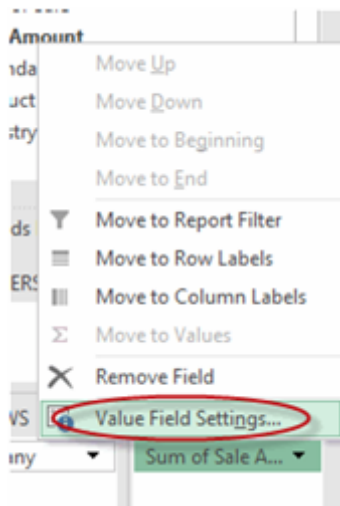 Amount
Move Up
Move Down
Move to Beginning
Move to End
Move to Report Filter
Move to Row Labels
Move to Column Labels
Σ Move to Values
Remove Field
Value Field Settings...
Sum of Sale A...